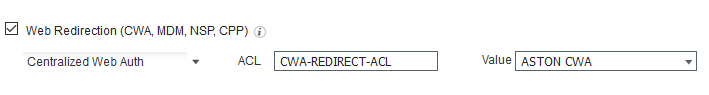 Web Redirection (CWA, MDM, NSP, CPP) i
Centralized Web Auth ACL CWA-REDIRECT-ACL Value ASTON CWA